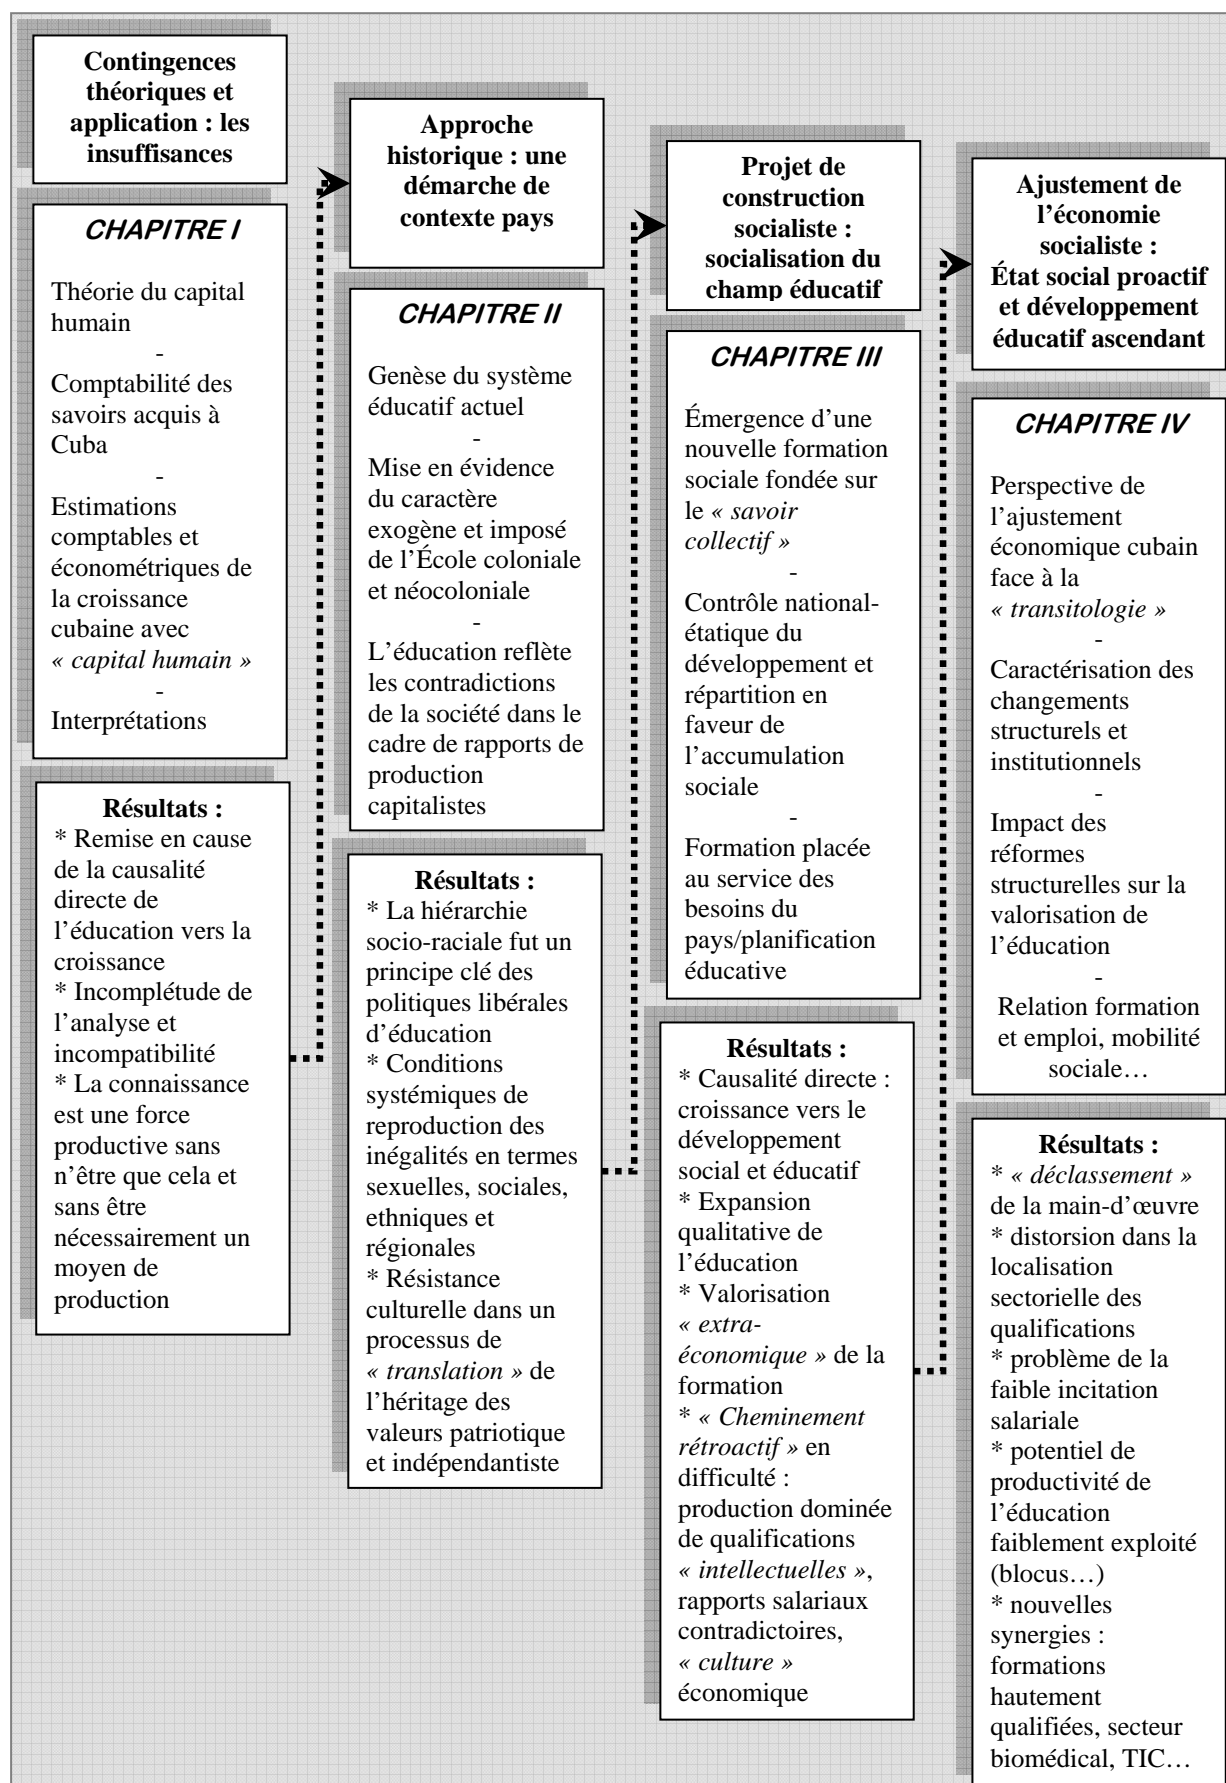 Contingences
théoriques et
application : les
insuffisances
CHAPITRE I
Théorie du capital
humain
-
Comptabilité des
savoirs acquis à
Cuba
-
Estimations
comptables et
économétriques de
la croissance
cubaine avec
« capital humain »
-
Interprétations
Résultats :
* Remise en cause
de la causalité
directe de
l’éducation vers la
croissance
* Incomplétude de
l’analyse et
incompatibilité
* La connaissance
est une force
productive sans
n’être que cela et
sans être
nécessairement un
moyen de
production
Approche
historique : une
démarche de
contexte pays
CHAPITRE II
Genèse du système
éducatif actuel
-
Mise en évidence
du caractère
exogène et imposé
de l’École coloniale
et néocoloniale
-
L’éducation reflète
les contradictions
de la société dans le
cadre de rapports de
production
capitalistes
Résultats :
* La hiérarchie
socio-raciale fut un
principe clé des
politiques libérales
d’éducation
* Conditions
systémiques de
reproduction des
inégalités en termes
sexuelles, sociales,
ethniques et
régionales
* Résistance
culturelle dans un
processus de
« translation » de
l’héritage des
valeurs patriotique
et indépendantiste
Projet de
construction
socialiste :
socialisation du
champ éducatif
CHAPITRE III
Émergence d’une
nouvelle formation
sociale fondée sur
le « savoir
collectif »
-
Contrôle national-
étatique du
développement et
répartition en
faveur de
l’accumulation
sociale
-
Formation placée
au service des
besoins du
pays/planification
éducative
Résultats :
* Causalité directe :
croissance vers le
développement
social et éducatif
* Expansion
qualitative de
l’éducation
* Valorisation
« extra-
économique » de la
formation
* « Cheminement
rétroactif » en
difficulté :
production dominée
de qualifications
« intellectuelles »,
rapports salariaux
contradictoires,
« culture »
économique
Ajustement de
l’économie
socialiste :
État social proactif
et développement
éducatif ascendant
CHAPITRE IV
Perspective de
l’ajustement
économique cubain
face à la
« transitologie »
-
Caractérisation des
changements
structurels et
institutionnels
-
Impact des
réformes
structurelles sur la
valorisation de
l’éducation
-
Relation formation
et emploi, mobilité
sociale…
Résultats :
* « déclassement »
de la main-d’œuvre
* distorsion dans la
localisation
sectorielle des
qualifications
* problème de la
faible incitation
salariale
* potentiel de
productivité de
l’éducation
faiblement exploité
(blocus…)
* nouvelles
synergies :
formations
hautement
qualifiées, secteur
biomédical, TIC…